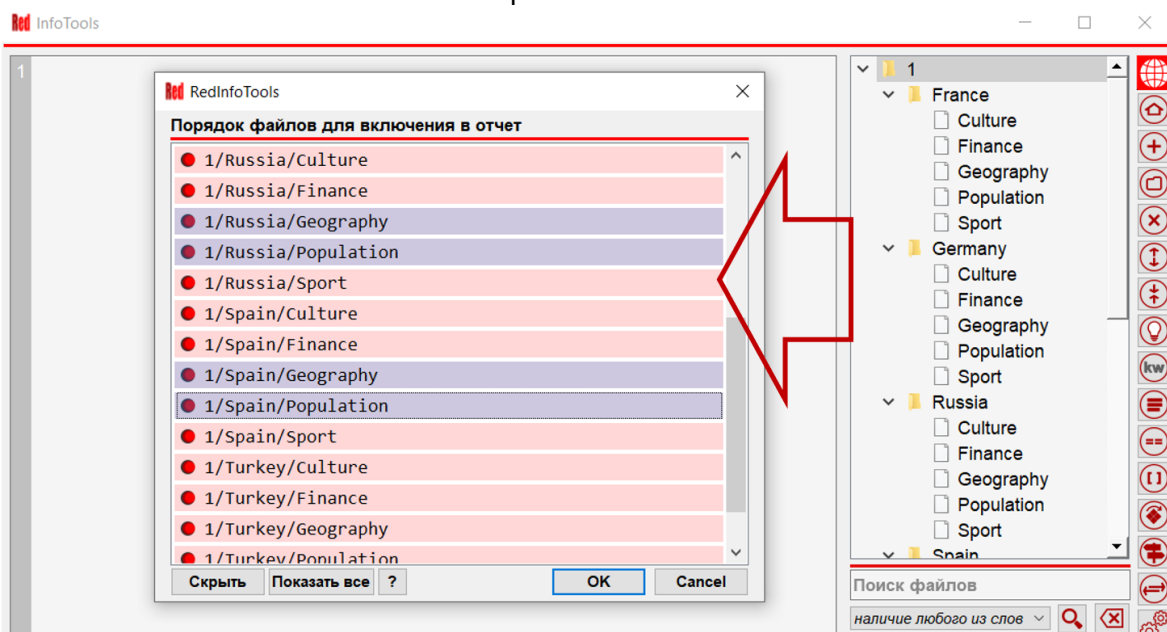 Red InfoTools
1
Red RedInfoTools
Порядок файлов для включения в отчет
1/Russia/Culture
1/Russia/Finance
1/Russia/Geography
1/Russia/Population
1/Russia/Sport
1/Spain/Culture
1/Spain/Finance
1/Spain/Geography
1/Spain/Population
1/Spain/Sport
1/Turkey/Culture
1/Turkey/Finance
1/Turkey/Geography
1/Turkey/Population
Скрыть Показать все ? OK Cancel
1
France
Culture
Finance
Geography
Population
Sport
Germany
Culture
Finance
Geography
Population
Sport
Russia
Culture
Finance
Geography
Population
Sport
Spain
Поиск файлов
наличие любого из слов
kw
==